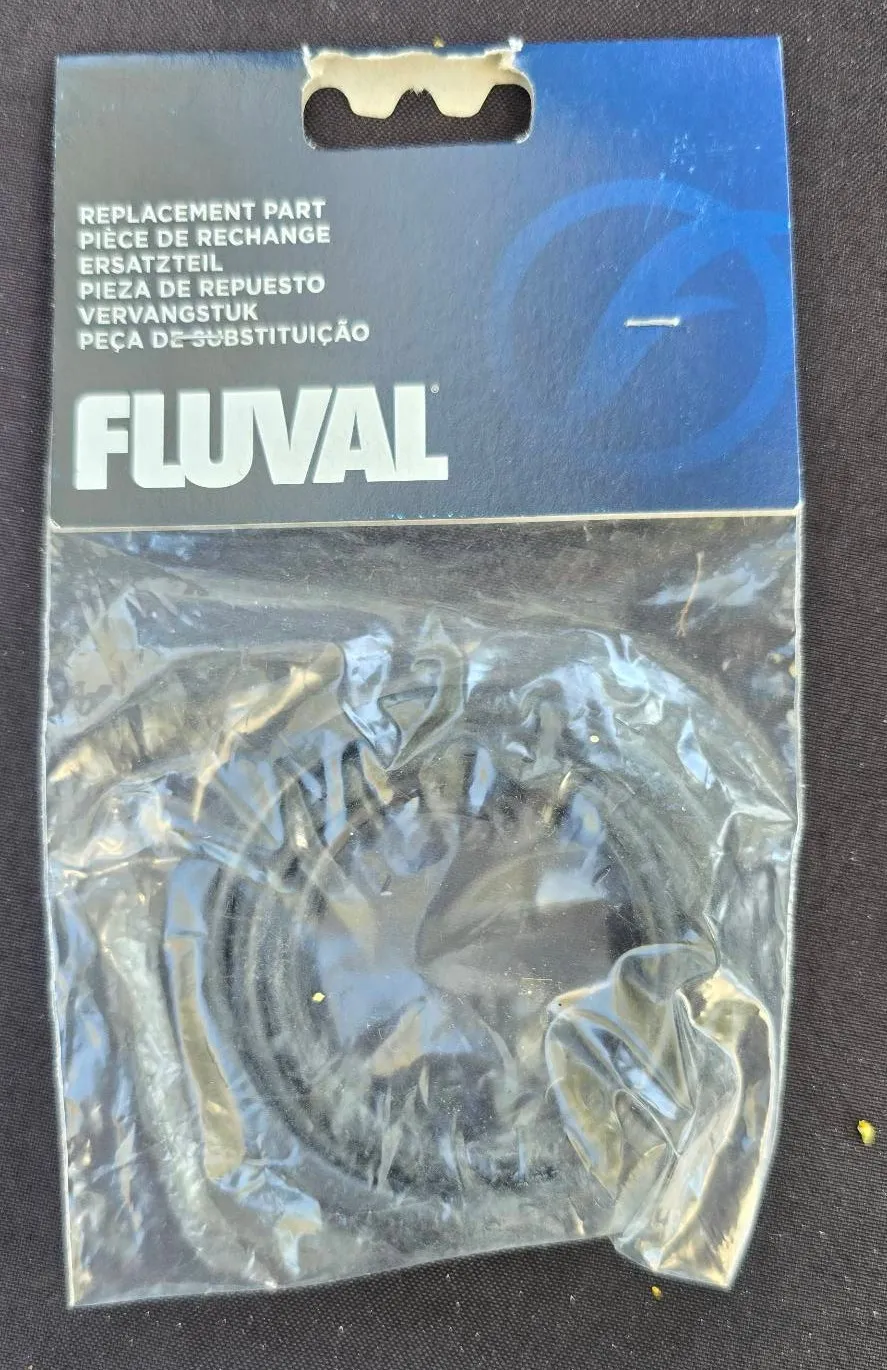 REPLACEMENT PART
PIÈCE DE RECHANGE
ERSATZTEIL
PIEZA DE REPUESTO
VERVANGSTUK
PEÇA DE SUBSTITUIÇÃO
FLUVAL®